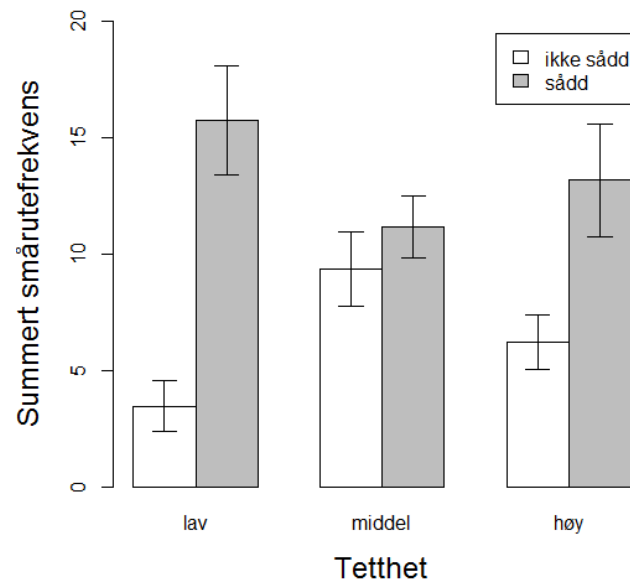 20
15
10
5
0
Summert smårutefrekvens
ikke sådd
sådd
lav
middel
høy
Tetthet